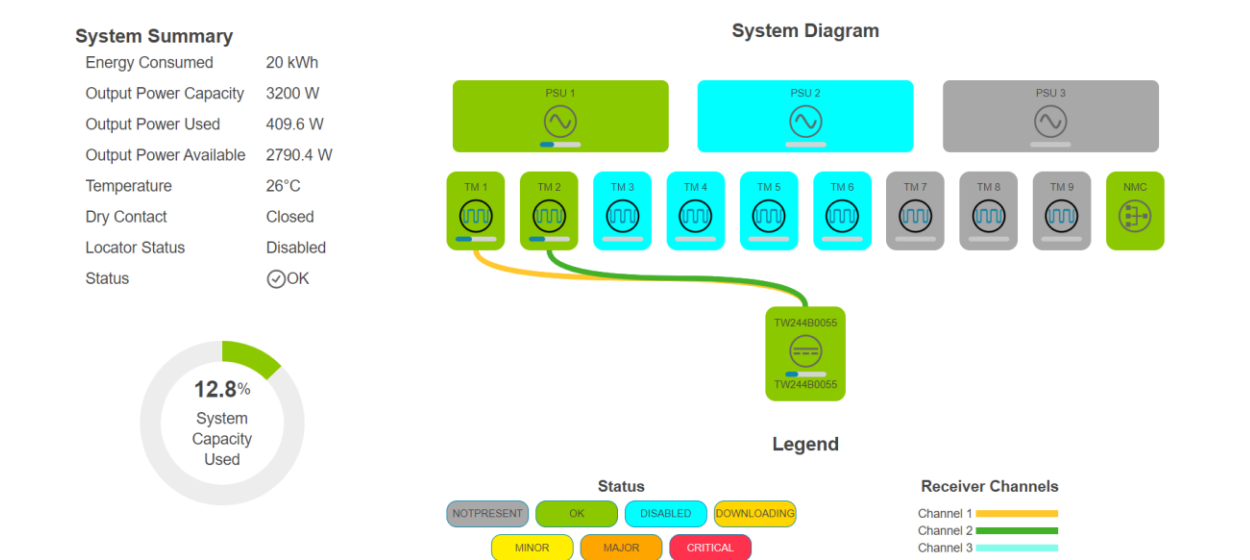 System Summary
Energy Consumed 20 kWh
Output Power Capacity 3200 W
Output Power Used 409.6 W
Output Power Available 2790.4 W
Temperature 26°C
Dry Contact Closed
Locator Status Disabled
Status OK
12.8%
System
Capacity
Used
System Diagram
PSU 1 PSU 2 PSU 3
TM 1 TM 2 TM 3 TM 4 TM 5 TM 6 TM 7 TM 8 TM 9 NMC
TW244B0055
TW244B0055
Legend
Status
NOTPRESENT OK DISABLED DOWNLOADING
MINOR MAJOR CRITICAL
Receiver Channels
Channel 1
Channel 2
Channel 3